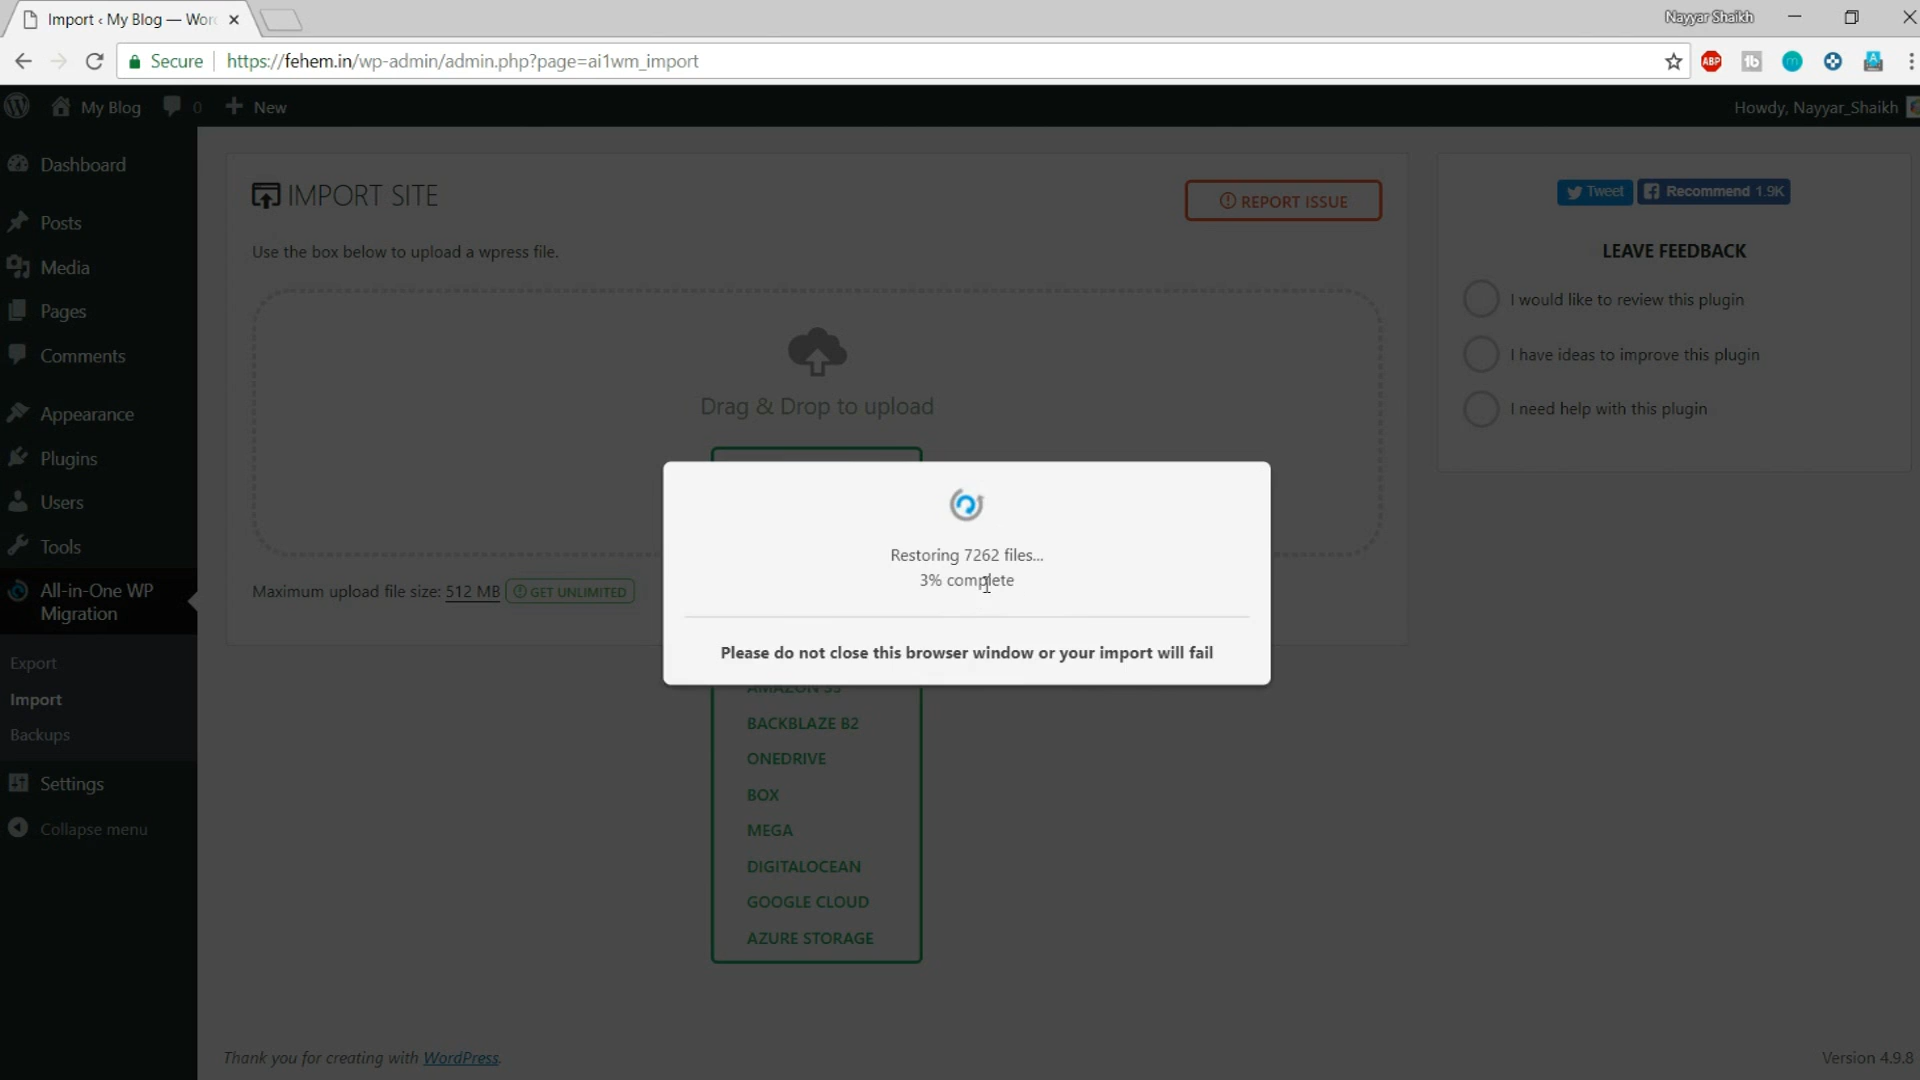 Import ‹ My Blog — Wor
Nayyar Shaikh
Secure
https://fehem.in/wp-admin/admin.php?page=ai1wm_import
ABP
My Blog
0
New
Howdy, Nayyar_Shaikh
Dashboard
Posts
Media
Pages
Comments
Appearance
Plugins
Users
Tools
All-in-One WP
Migration
Export
Import
Backups
Settings
Collapse menu
IMPORT SITE
REPORT ISSUE
Use the box below to upload a wpress file.
Drag & Drop to upload
Maximum upload file size: 512 MB
GET UNLIMITED
Restoring 7262 files...
3% complete
Please do not close this browser window or your import will fail
AMAZON S3
BACKBLAZE B2
ONEDRIVE
BOX
MEGA
DIGITALOCEAN
GOOGLE CLOUD
AZURE STORAGE
Tweet
Recommend 1.9K
LEAVE FEEDBACK
I would like to review this plugin
I have ideas to improve this plugin
I need help with this plugin
Thank you for creating with WordPress.
Version 4.9.8